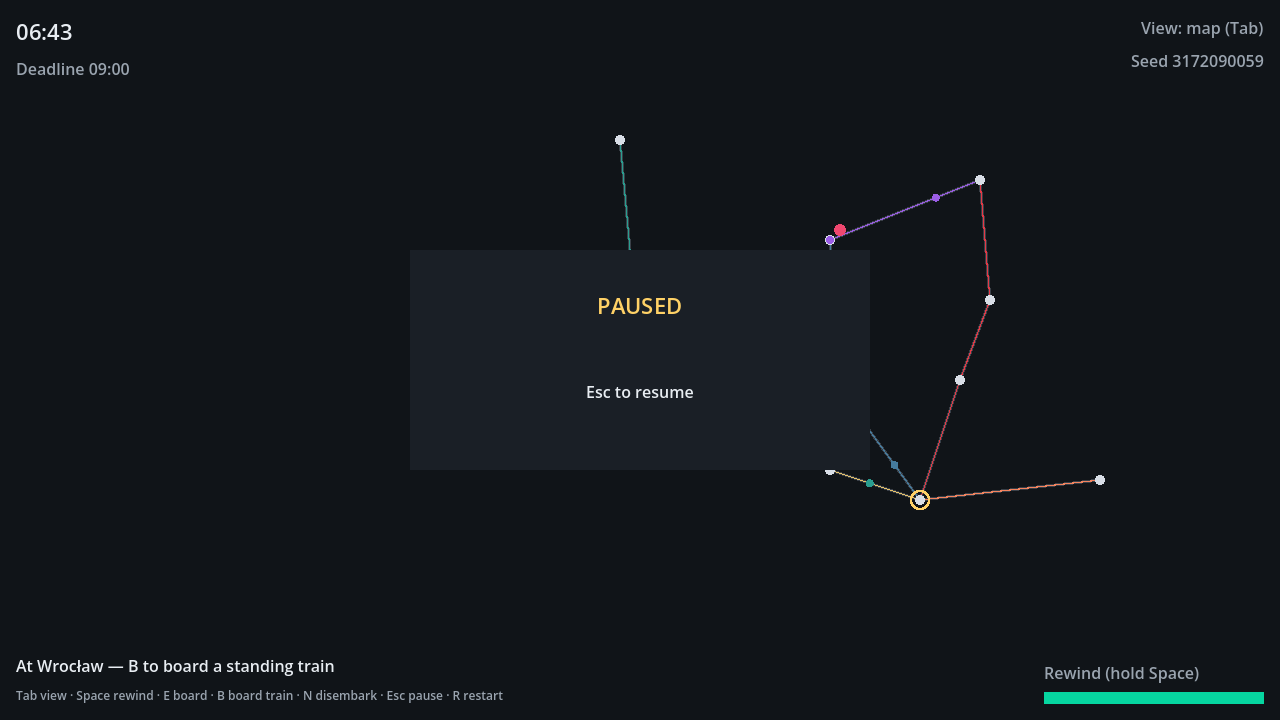 06:43
Deadline 09:00
View: map (Tab)
Seed 3172090059
PAUSED
Esc to resume
At Wrocław — B to board a standing train
Tab view · Space rewind · E board · B board train · N disembark · Esc pause · R restart
Rewind (hold Space)